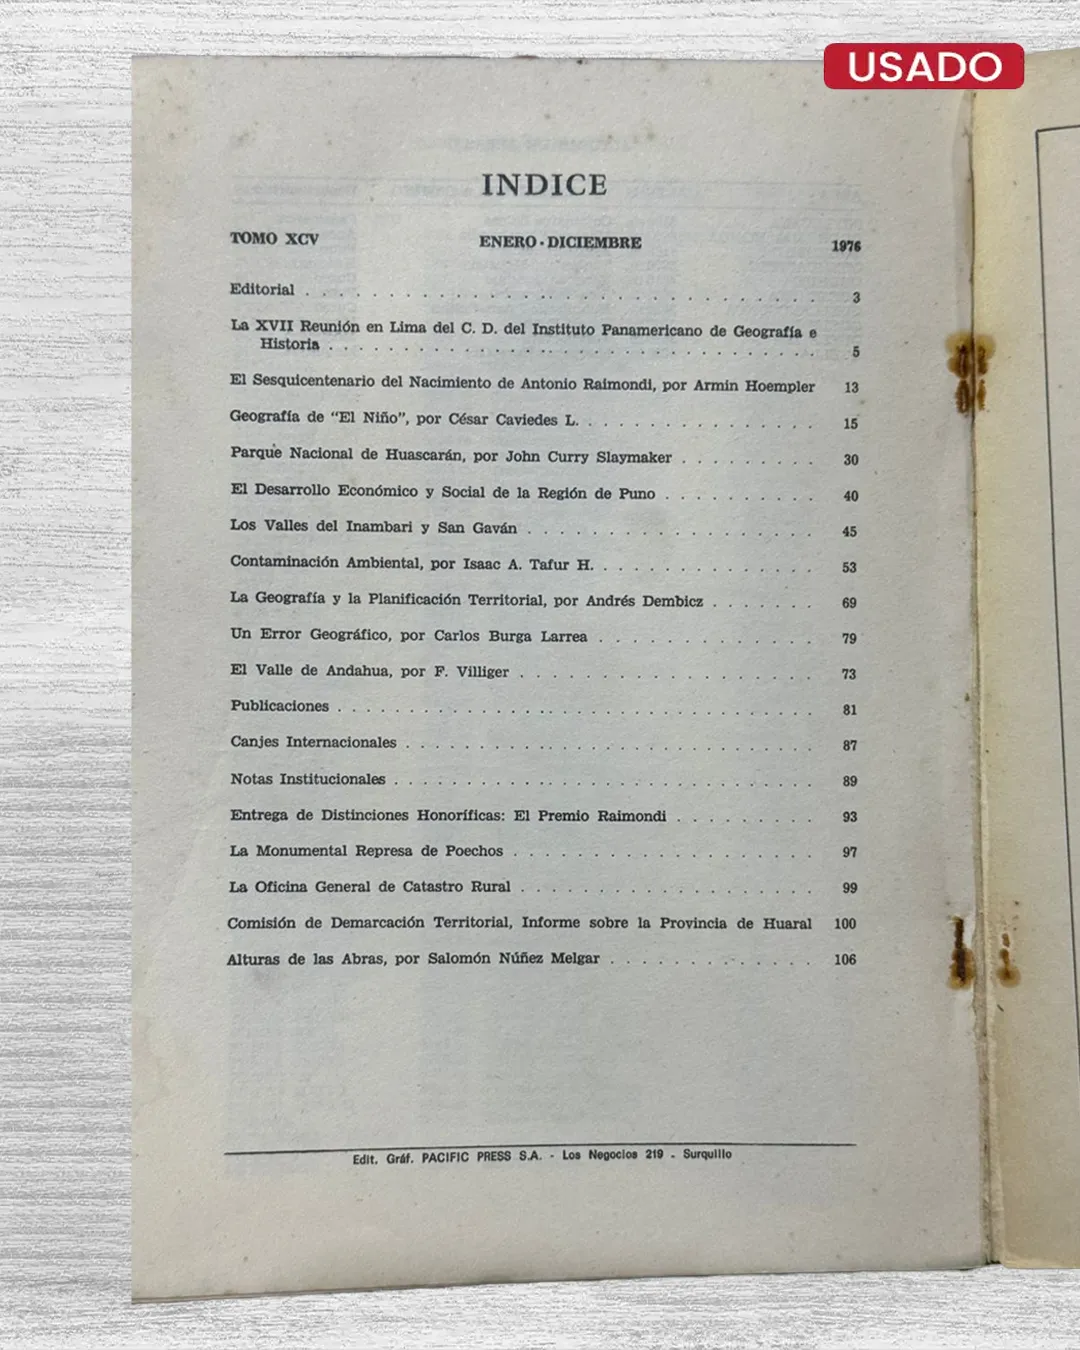 USADO
INDICE
TOMO XCV ENERO - DICIEMBRE 1976
Editorial . . . . . . . . . . . . . . . . . . . . . . . . . . . . . 3
La XVII Reunión en Lima del C. D. del Instituto Panamericano de Geografía e
Historia . . . . . . . . . . . . . . . . . . . . . . . . . . . 5
El Sesquicentenario del Nacimiento de Antonio Raimondi, por Armin Hoempler 13
Geografía de "El Niño", por César Caviedes L. . . . . . . . . . . . . . 15
Parque Nacional de Huascarán, por John Curry Slaymaker . . . . . . . . 30
El Desarrollo Económico y Social de la Región de Puno . . . . . . . . . 40
Los Valles del Inambari y San Gaván . . . . . . . . . . . . . . . . 45
Contaminación Ambiental, por Isaac A. Tafur H. . . . . . . . . . . . . 53
La Geografía y la Planificación Territorial, por Andrés Dembicz . . . . . . 69
Un Error Geográfico, por Carlos Burga Larrea . . . . . . . . . . . . 79
El Valle de Andahua, por F. Villiger . . . . . . . . . . . . . . . . . 73
Publicaciones . . . . . . . . . . . . . . . . . . . . . . . . . . . 81
Canjes Internacionales . . . . . . . . . . . . . . . . . . . . . . . 87
Notas Institucionales . . . . . . . . . . . . . . . . . . . . . . . . 89
Entrega de Distinciones Honoríficas: El Premio Raimondi . . . . . . . . 93
La Monumental Represa de Poechos . . . . . . . . . . . . . . . . . 97
La Oficina General de Catastro Rural . . . . . . . . . . . . . . . . . 99
Comisión de Demarcación Territorial, Informe sobre la Provincia de Huaral 100
Alturas de las Abras, por Salomón Núñez Melgar . . . . . . . . . . . . 106
Edit. Gráf. PACIFIC PRESS S.A. - Los Negocios 219 - Surquillo